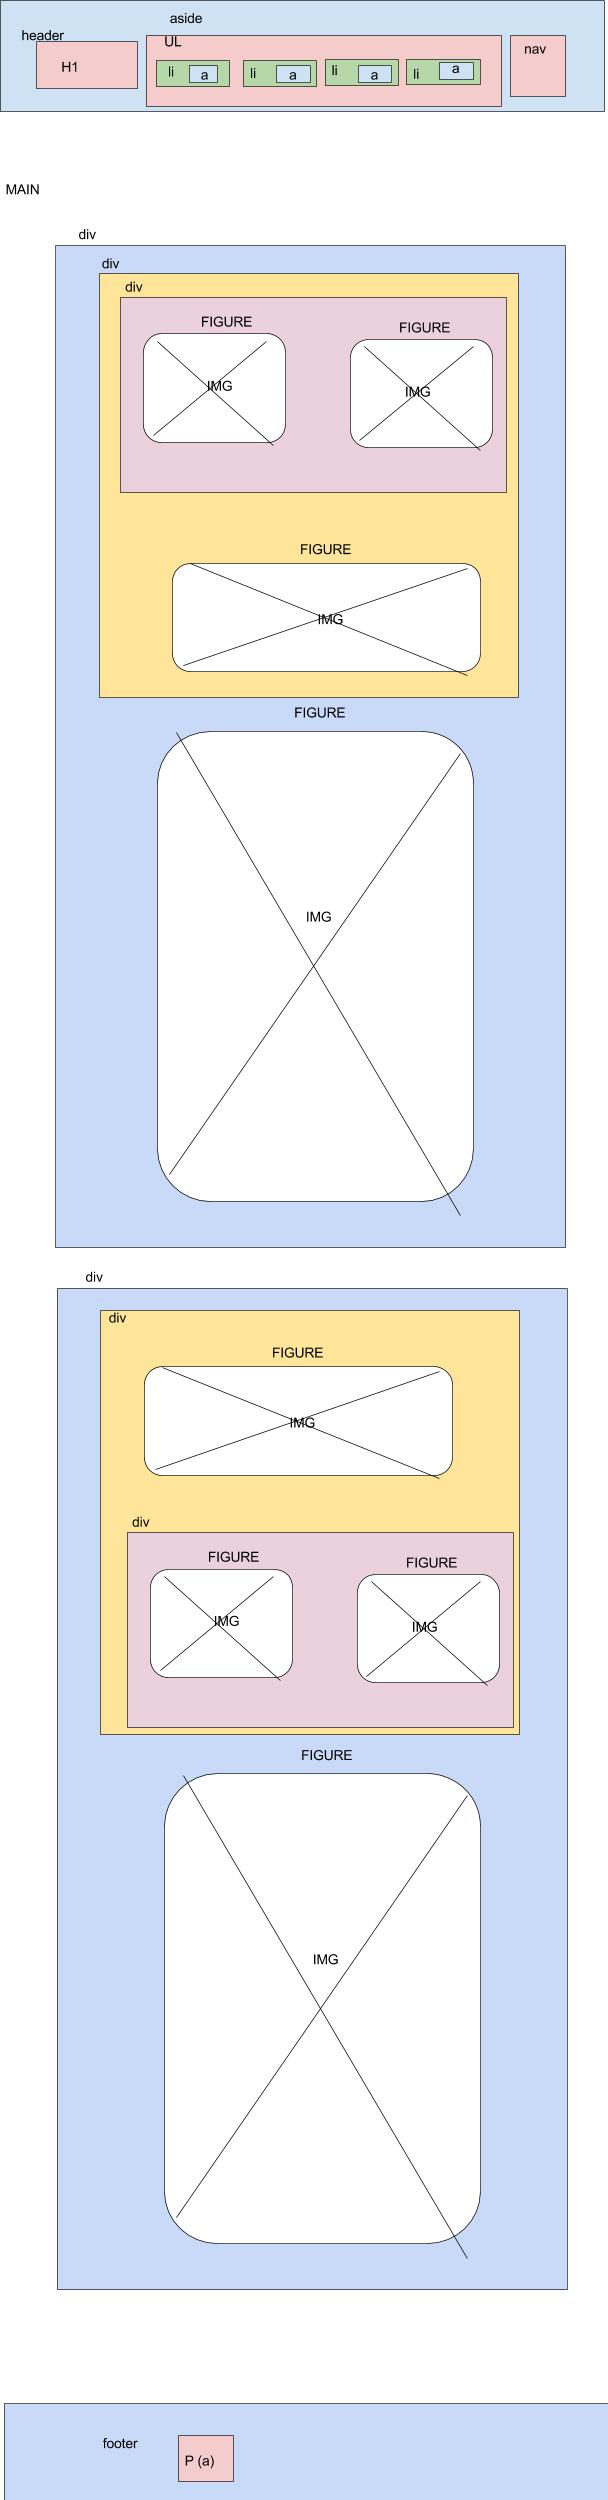 aside
header
UL
nav
H1
li
a
li
a
li
a
li
a
MAIN
div
div
div
FIGURE
FIGURE
IMG
IMG
FIGURE
IMG
FIGURE
IMG
div
div
FIGURE
IMG
div
FIGURE
FIGURE
IMG
IMG
FIGURE
IMG
footer
P (a)